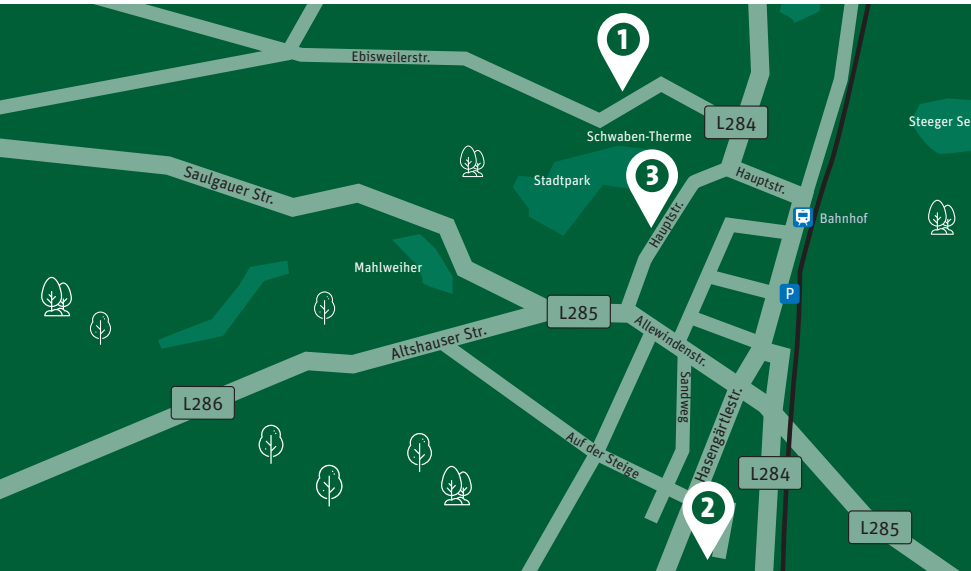 1
Ebisweilerstr.
L284
Steeger Se
Schwaben-Therme
Stadtpark
3
Hauptstr.
Saulgauer Str.
Hauptstr.
Bahnhof
Mahlweiher
P
L285
Allewindenstr.
Altshauser Str.
L286
Sandweg
Hasengärtlestr.
Auf der Steige
L284
2
L285